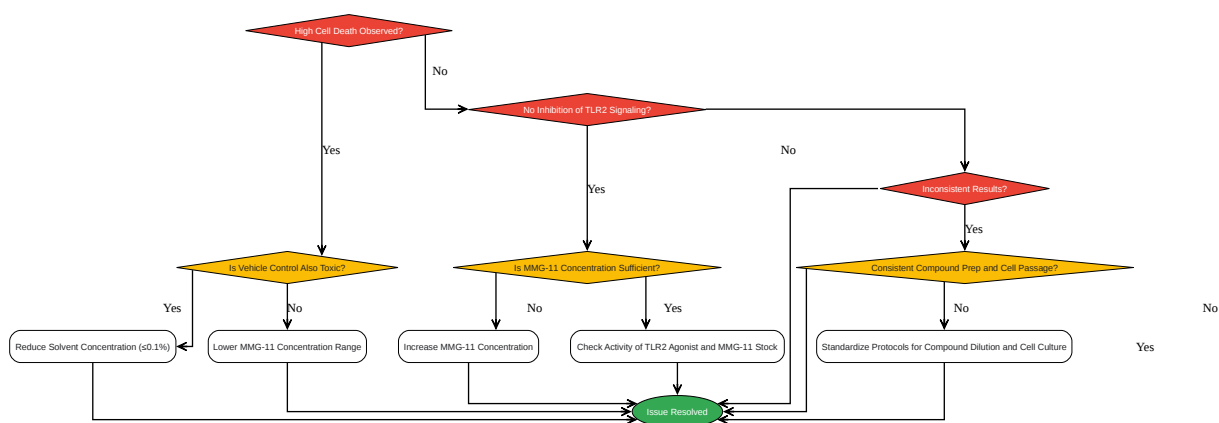 High Cell Death Observed?
No
No Inhibition of TLR2 Signaling?
Yes
No
Yes
Inconsistent Results?
Yes
Is Vehicle Control Also Toxic?
Is MMG-11 Concentration Sufficient?
Consistent Compound Prep and Cell Passage?
Yes
No
No
Yes
No
No
Reduce Solvent Concentration (≤0.1%)
Lower MMG-11 Concentration Range
Increase MMG-11 Concentration
Check Activity of TLR2 Agonist and MMG-11 Stock
Standardize Protocols for Compound Dilution and Cell Culture
Yes
Issue Resolved